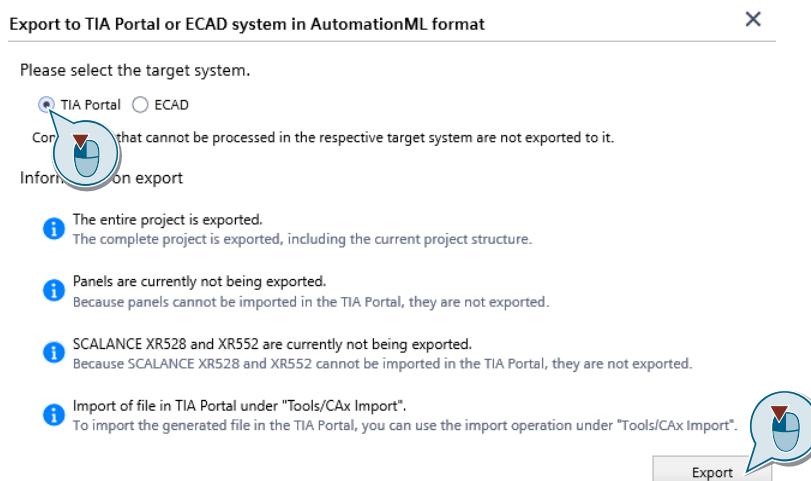 Export to TIA Portal or ECAD system in AutomationML format
Please select the target system.
TIA Portal ECAD
that cannot be processed in the respective target system are not exported to it.
on export
The entire project is exported.
The complete project is exported, including the current project structure.
Panels are currently not being exported.
Because panels cannot be imported in the TIA Portal, they are not exported.
SCALANCE XR528 and XR552 are currently not being exported.
Because SCALANCE XR528 and XR552 cannot be imported in the TIA Portal, they are not exported.
Import of file in TIA Portal under "Tools/CAx Import".
To import the generated file in the TIA Portal, you can use the import operation under "Tools/CAx Import".
Export